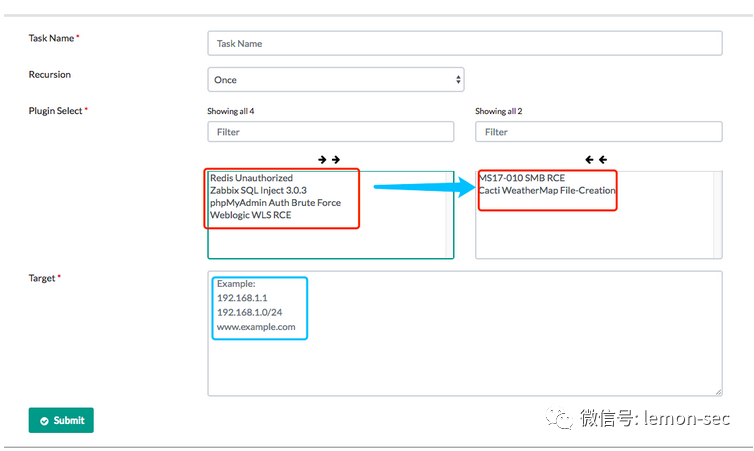 Task Name *
Task Name
Recursion
Once
Plugin Select *
Showing all 4
Showing all 2
Filter
Filter
Redis Unauthorized
Zabbix SQL Inject 3.0.3
phpMyAdmin Auth Brute Force
Weblogic WLS RCE
MS17-010 SMB RCE
Cacti WeatherMap File-Creation
Target *
Example:
192.168.1.1
192.168.1.0/24
www.example.com
Submit
微信号: lemon-sec